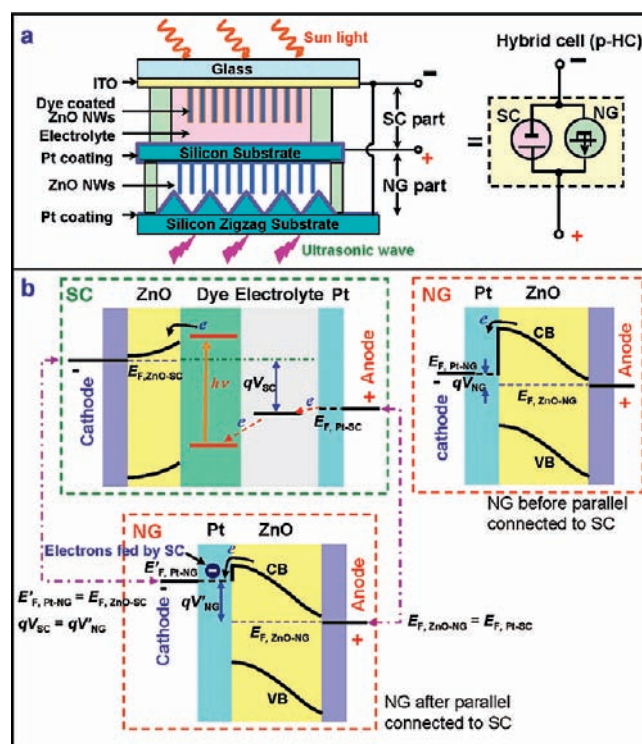 a
Sun light
Glass
ITO
Dye coated
ZnO NWs
Electrolyte
Pt coating
Silicon Substrate
ZnO NWs
Pt coating
Silicon Zigzag Substrate
Ultrasonic wave
−
SC
part
+
NG
part
=
Hybrid cell (p-HC)
−
SC
NG
+
b
SC
ZnO
Dye
Electrolyte
Pt
e
E_F,ZnO-SC
-
Cathode
hν
qV_SC
e
e
E_F, Pt-SC
+
Anode
NG
Pt
ZnO
e
CB
E_F, Pt-NG
-
qV_NG
E_F, ZnO-NG
+
Anode
cathode
VB
NG before parallel
connected to SC
NG
Pt
ZnO
Electrons fed by SC
e
E'_F, Pt-NG
-
CB
E'_F, Pt-NG = E_F, ZnO-SC
qV_SC = qV'_NG
qV'_NG
Cathode
E_F, ZnO-NG
Anode
+
E_F, ZnO-NG = E_F, Pt-SC
VB
NG after parallel
connected to SC